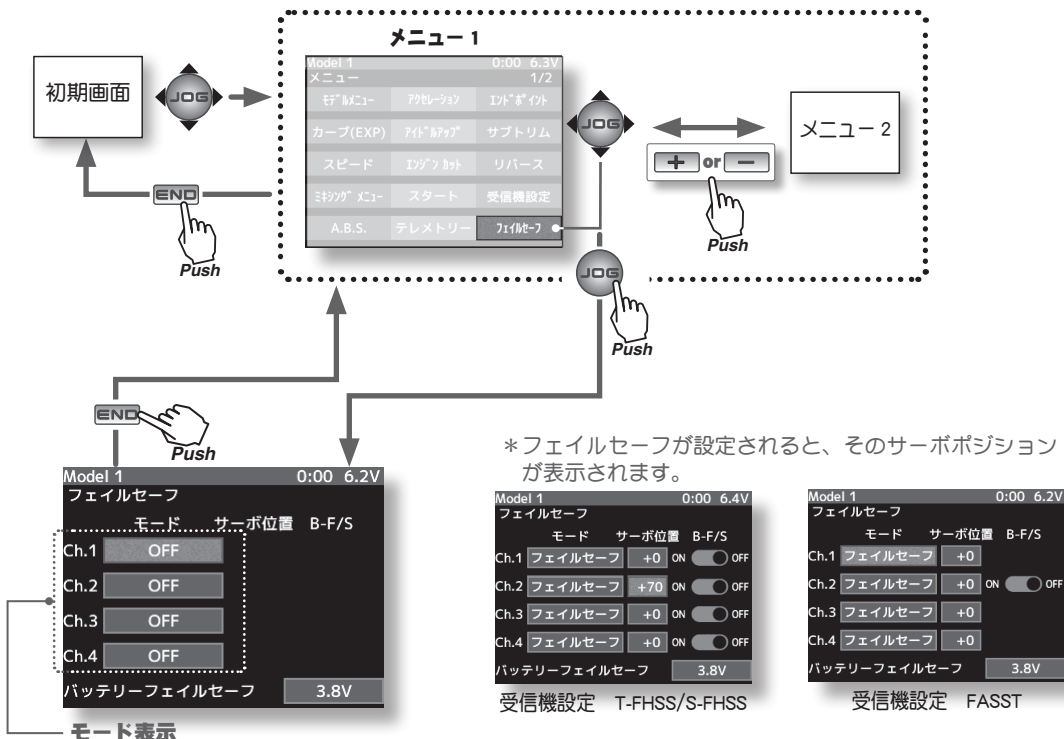 メニュー 1
初期画面
JOG
Model 1 0:00 6.3V
メニュー 1/2
ﾓﾃﾞﾙﾒﾆｭｰ ｱｸｾﾚｰｼｮﾝ ｴﾝﾄﾞﾎﾟｲﾝﾄ
カーブ(EXP) ｱｲﾄﾞﾙｱｯﾌﾟ サブトリム
スピード ｴﾝｼﾞﾝ ｶｯﾄ リバース
ﾐｷｼﾝｸﾞ ﾒﾆｭｰ スタート 受信機設定
A.B.S. テレメトリー ﾌｪｲﾙｾｰﾌ
JOG
+ or −
Push
メニュー 2
END
Push
JOG
Push
END
Push
Model 1 0:00 6.2V
フェイルセーフ
モード サーボ位置 B-F/S
Ch.1 OFF
Ch.2 OFF
Ch.3 OFF
Ch.4 OFF
バッテリーフェイルセーフ 3.8V
モード表示
＊フェイルセーフが設定されると、そのサーボポジション
が表示されます。
Model 1 0:00 6.4V
フェイルセーフ
モード サーボ位置 B-F/S
Ch.1 フェイルセーフ +0 ON OFF
Ch.2 フェイルセーフ +70 ON OFF
Ch.3 フェイルセーフ +0 ON OFF
Ch.4 フェイルセーフ +0 ON OFF
バッテリーフェイルセーフ 3.8V
受信機設定 T-FHSS/S-FHSS
Model 1 0:00 6.2V
フェイルセーフ
モード サーボ位置 B-F/S
Ch.1 フェイルセーフ +0
Ch.2 フェイルセーフ +0 ON OFF
Ch.3 フェイルセーフ +0
Ch.4 フェイルセーフ +0
バッテリーフェイルセーフ 3.8V
受信機設定 FASST